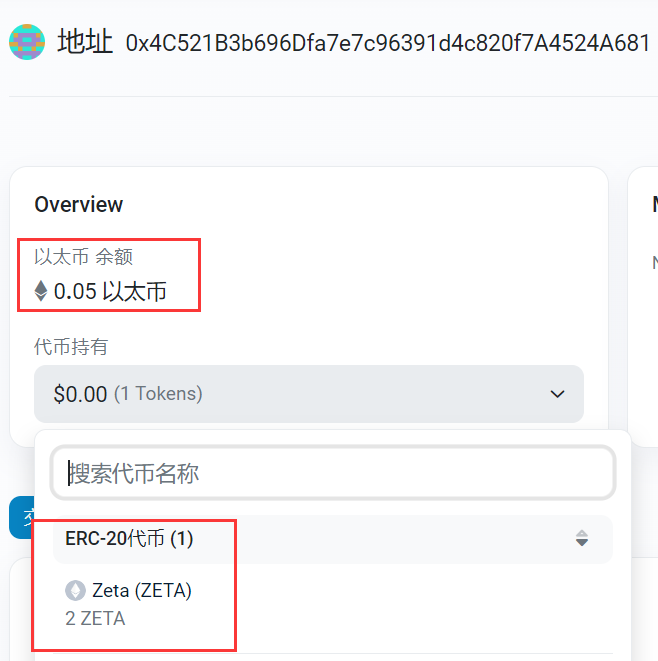 地址 0x4C521B3b696Dfa7e7c96391d4c820f7A4524A681
Overview
以太币 余额
0.05 以太币
代币持有
$0.00 (1 Tokens)
搜索代币名称
ERC-20代币 (1)
Zeta (ZETA)
2 ZETA